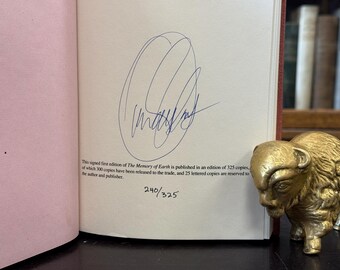 This signed first edition of The Memory of Earth is published in an edition of 325 copies,
of which 300 copies have been released to the trade, and 25 lettered copies are reserved to
the author and publisher.
240/325